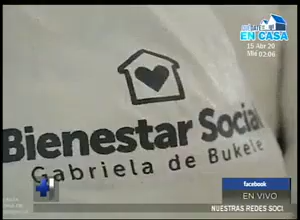 EN CASA
15 Abr 20
Mié 02:06
Bienestar Social
Gabriela de Bukele
facebook
EN VIVO
NUESTRAS REDES SOCI